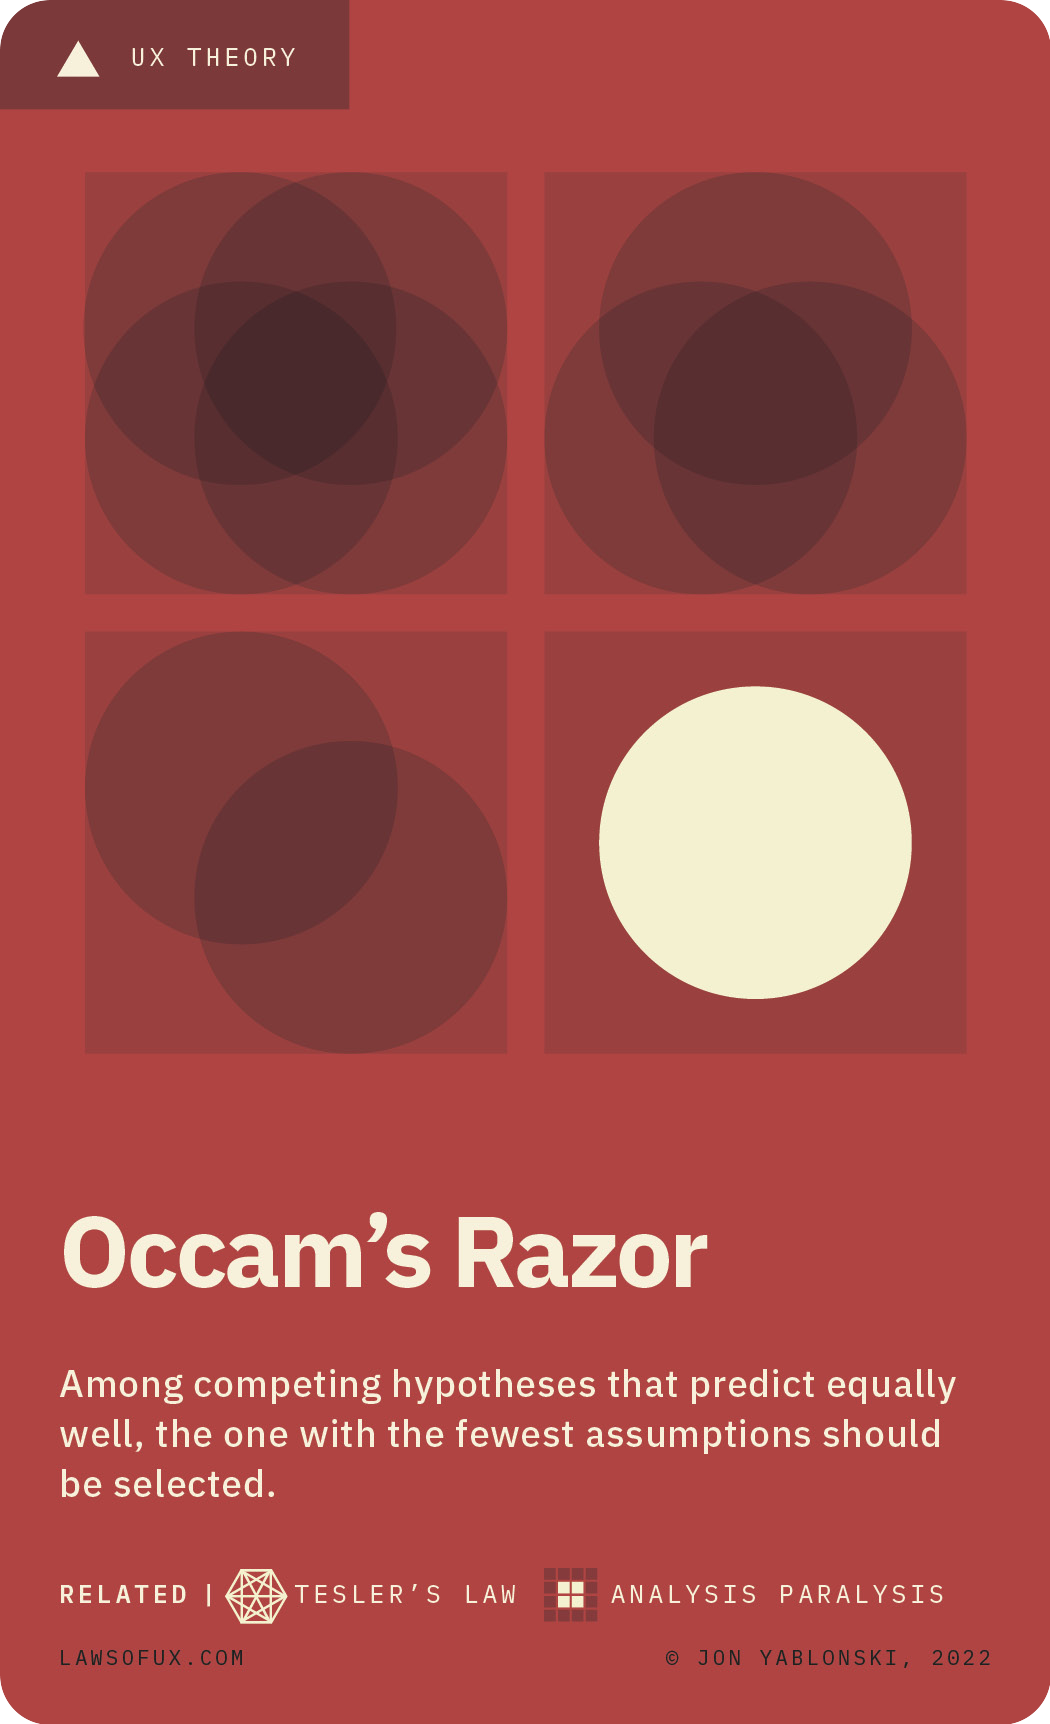 UX THEORY
Occam’s Razor
Among competing hypotheses that predict equally
well, the one with the fewest assumptions should
be selected.
RELATED | TESLER’S LAW ANALYSIS PARALYSIS
LAWSOFUX.COM © JON YABLONSKI, 2022